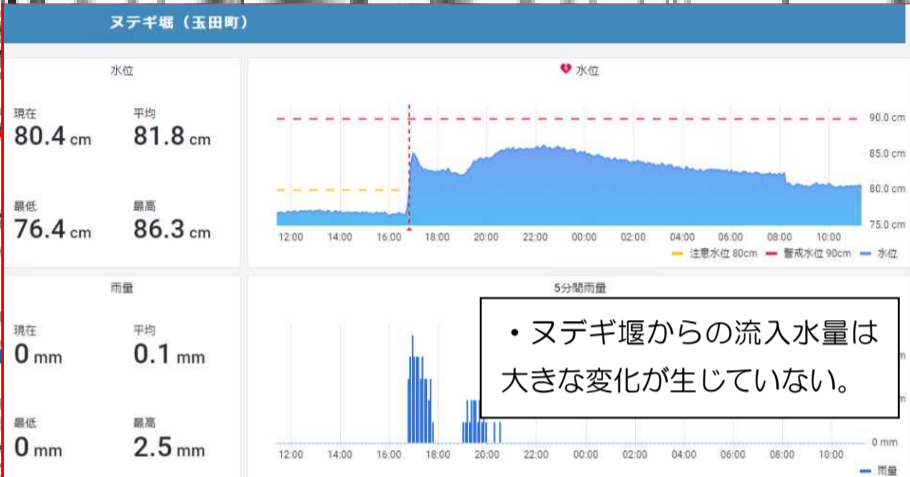 ヌデギ堀（玉田町）
水位
現在
平均
80.4 cm
81.8 cm
最低
最高
76.4 cm
86.3 cm
水位
90.0 cm
85.0 cm
80.0 cm
75.0 cm
12:00 14:00 16:00 18:00 20:00 22:00 00:00 02:00 04:00 06:00 08:00 10:00
注意水位 80cm 警戒水位 90cm 水位
雨量
現在
平均
0 mm
0.1 mm
最低
最高
0 mm
2.5 mm
5分間雨量
・ヌデギ堰からの流入水量は
大きな変化が生じていない。
0 mm
12:00 14:00 16:00 18:00 20:00 22:00 00:00 02:00 04:00 06:00 08:00 10:00
雨量